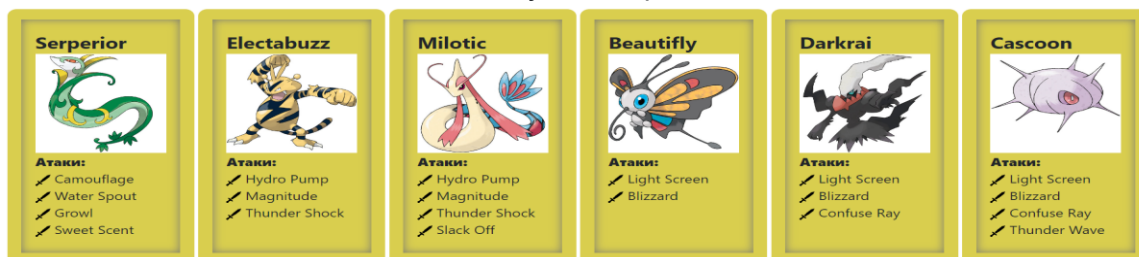 Serperior
Атаки:
Camouflage
Water Spout
Growl
Sweet Scent
Electabuzz
Атаки:
Hydro Pump
Magnitude
Thunder Shock
Milotic
Атаки:
Hydro Pump
Magnitude
Thunder Shock
Slack Off
Beautifly
Атаки:
Light Screen
Blizzard
Darkrai
Атаки:
Light Screen
Blizzard
Confuse Ray
Cascoon
Атаки:
Light Screen
Blizzard
Confuse Ray
Thunder Wave